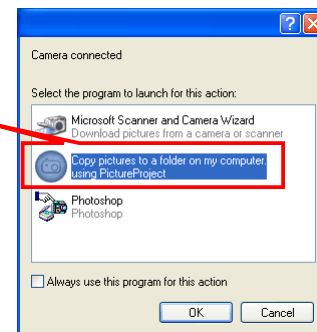 Camera connected
Select the program to launch for this action:
Microsoft Scanner and Camera Wizard
Download pictures from a camera or scanner
Copy pictures to a folder on my computer.
using PictureProject
Photoshop
Photoshop
Always use this program for this action
OK Cancel